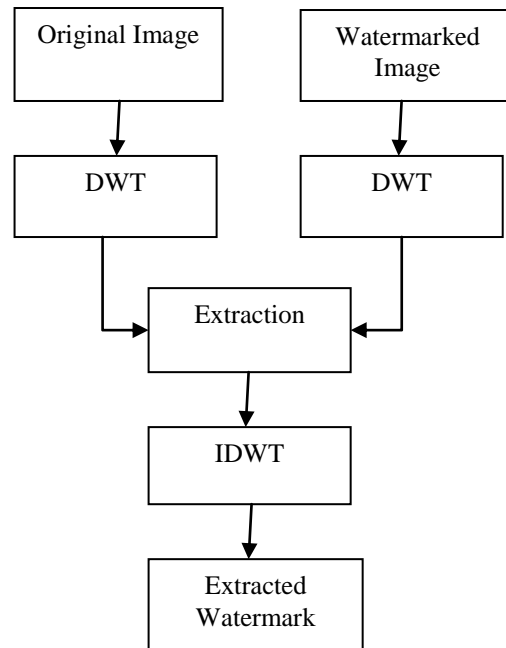 Original Image
Watermarked
Image
DWT
DWT
Extraction
IDWT
Extracted
Watermark